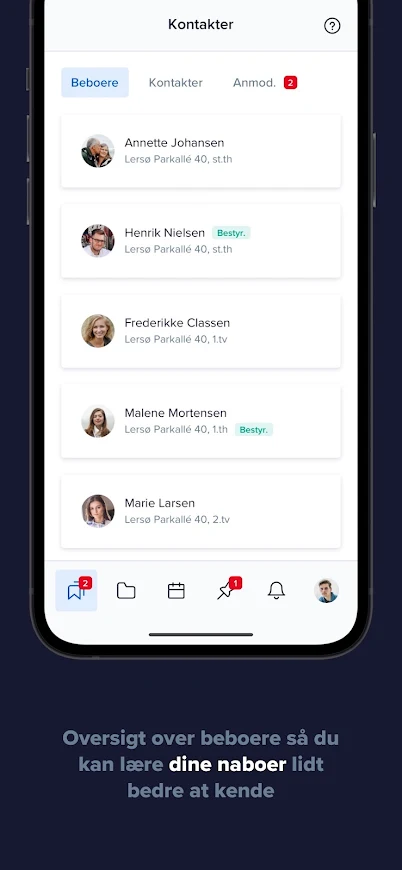 Kontakter
Beboere Kontakter Anmod. 2
Annette Johansen
Lersø Parkallé 40, st.th
Henrik Nielsen Bestyr.
Lersø Parkallé 40, st.th
Frederikke Classen
Lersø Parkallé 40, 1.tv
Malene Mortensen
Lersø Parkallé 40, 1.th Bestyr.
Marie Larsen
Lersø Parkallé 40, 2.tv
2 1
Oversigt over beboere så du
kan lære dine naboer lidt
bedre at kende